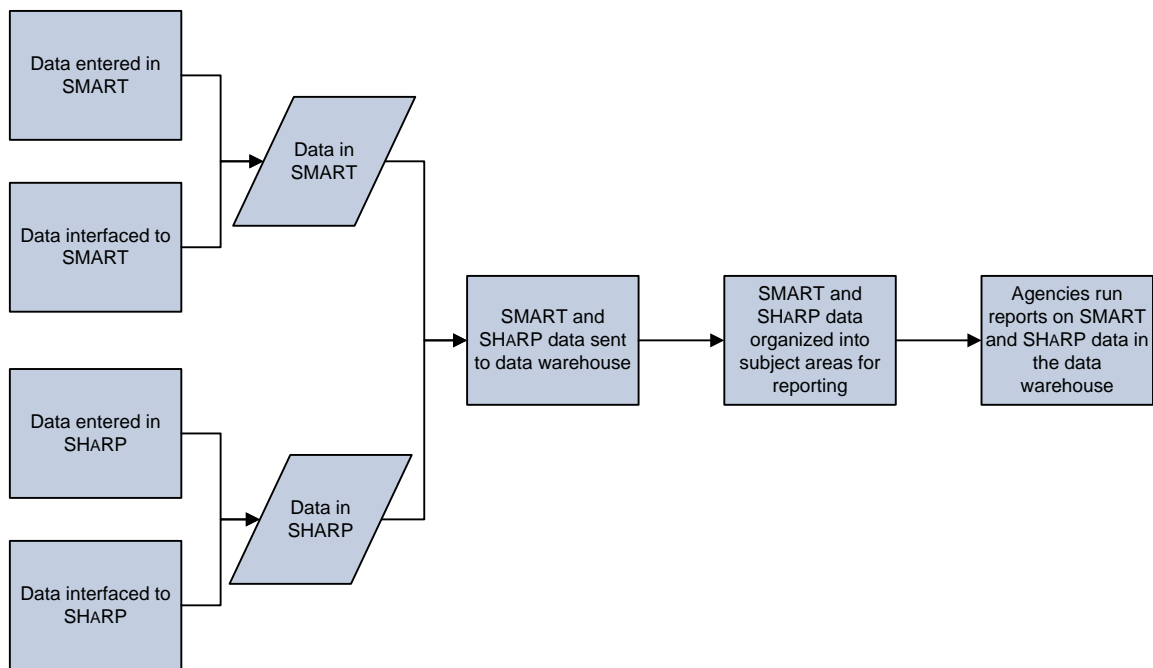 Data entered in
SMART
Data interfaced to
SMART
Data in
SMART
Data entered in
SHARP
Data interfaced to
SHARP
Data in
SHARP
SMART and
SHARP data sent
to data warehouse
SMART and
SHARP data
organized into
subject areas for
reporting
Agencies run
reports on SMART
and SHARP data in
the data
warehouse